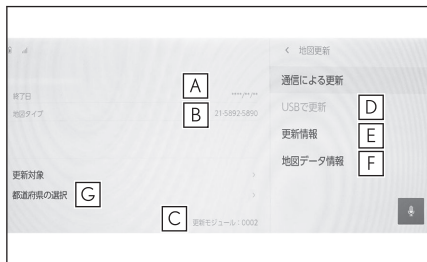 < 地図更新
通信による更新
終了日 A ****/**/**
地図タイプ B 21-5892-5890
USBで更新 D
更新情報 E
地図データ情報 F
更新対象 >
都道府県の選択 G >
C 更新モジュール：0002